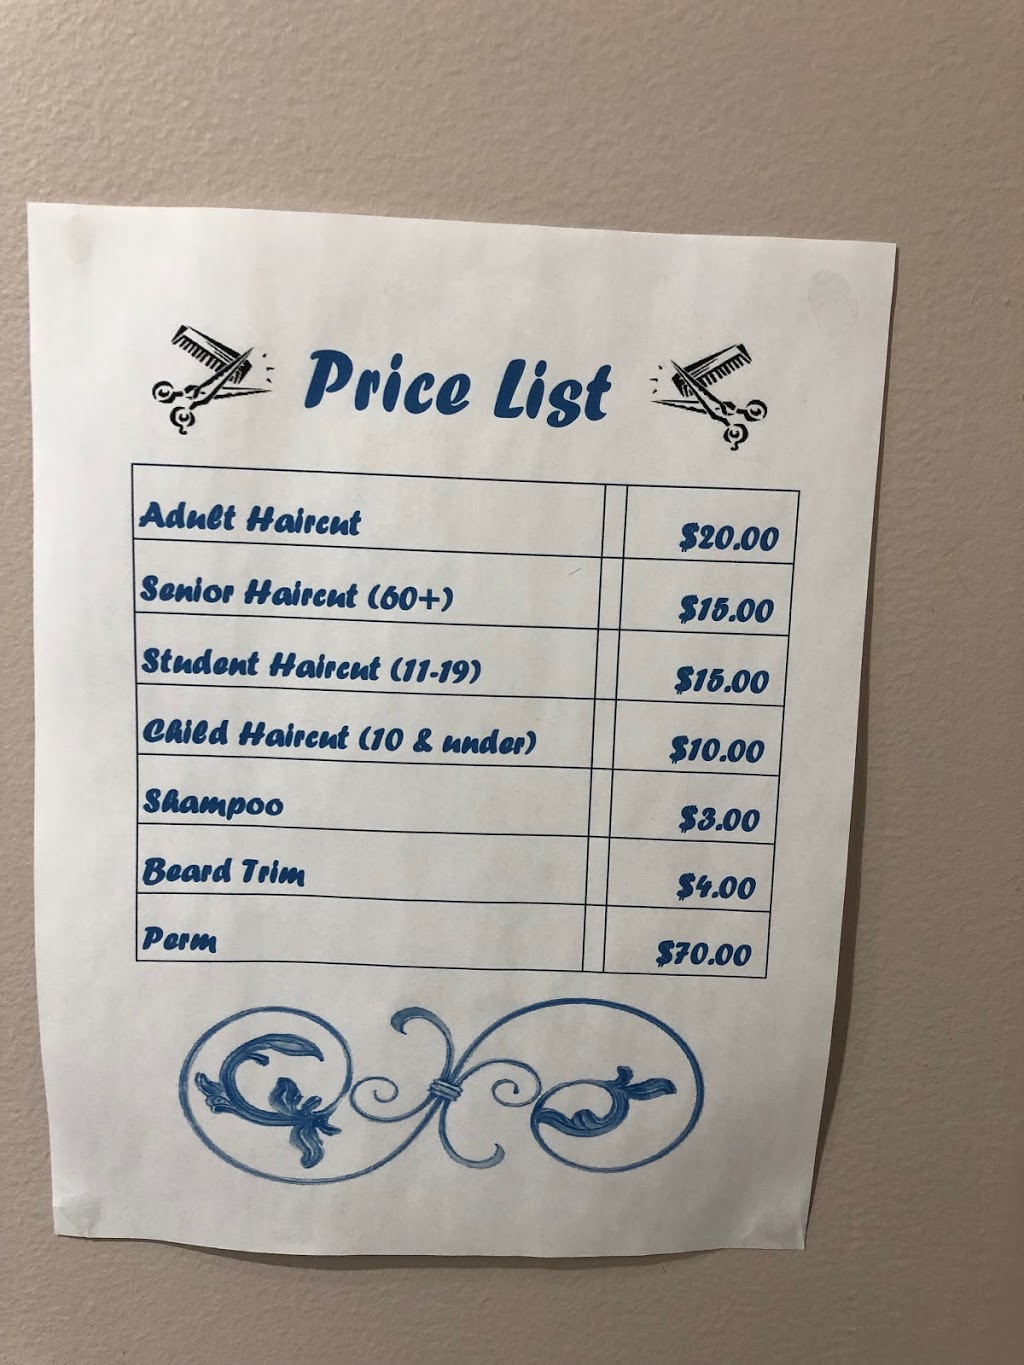 Price List
Adult Haircut $20.00
Senior Haircut (60+) $15.00
Student Haircut (11-19) $15.00
Child Haircut (10 & under) $10.00
Shampoo $3.00
Beard Trim $4.00
Perm $70.00